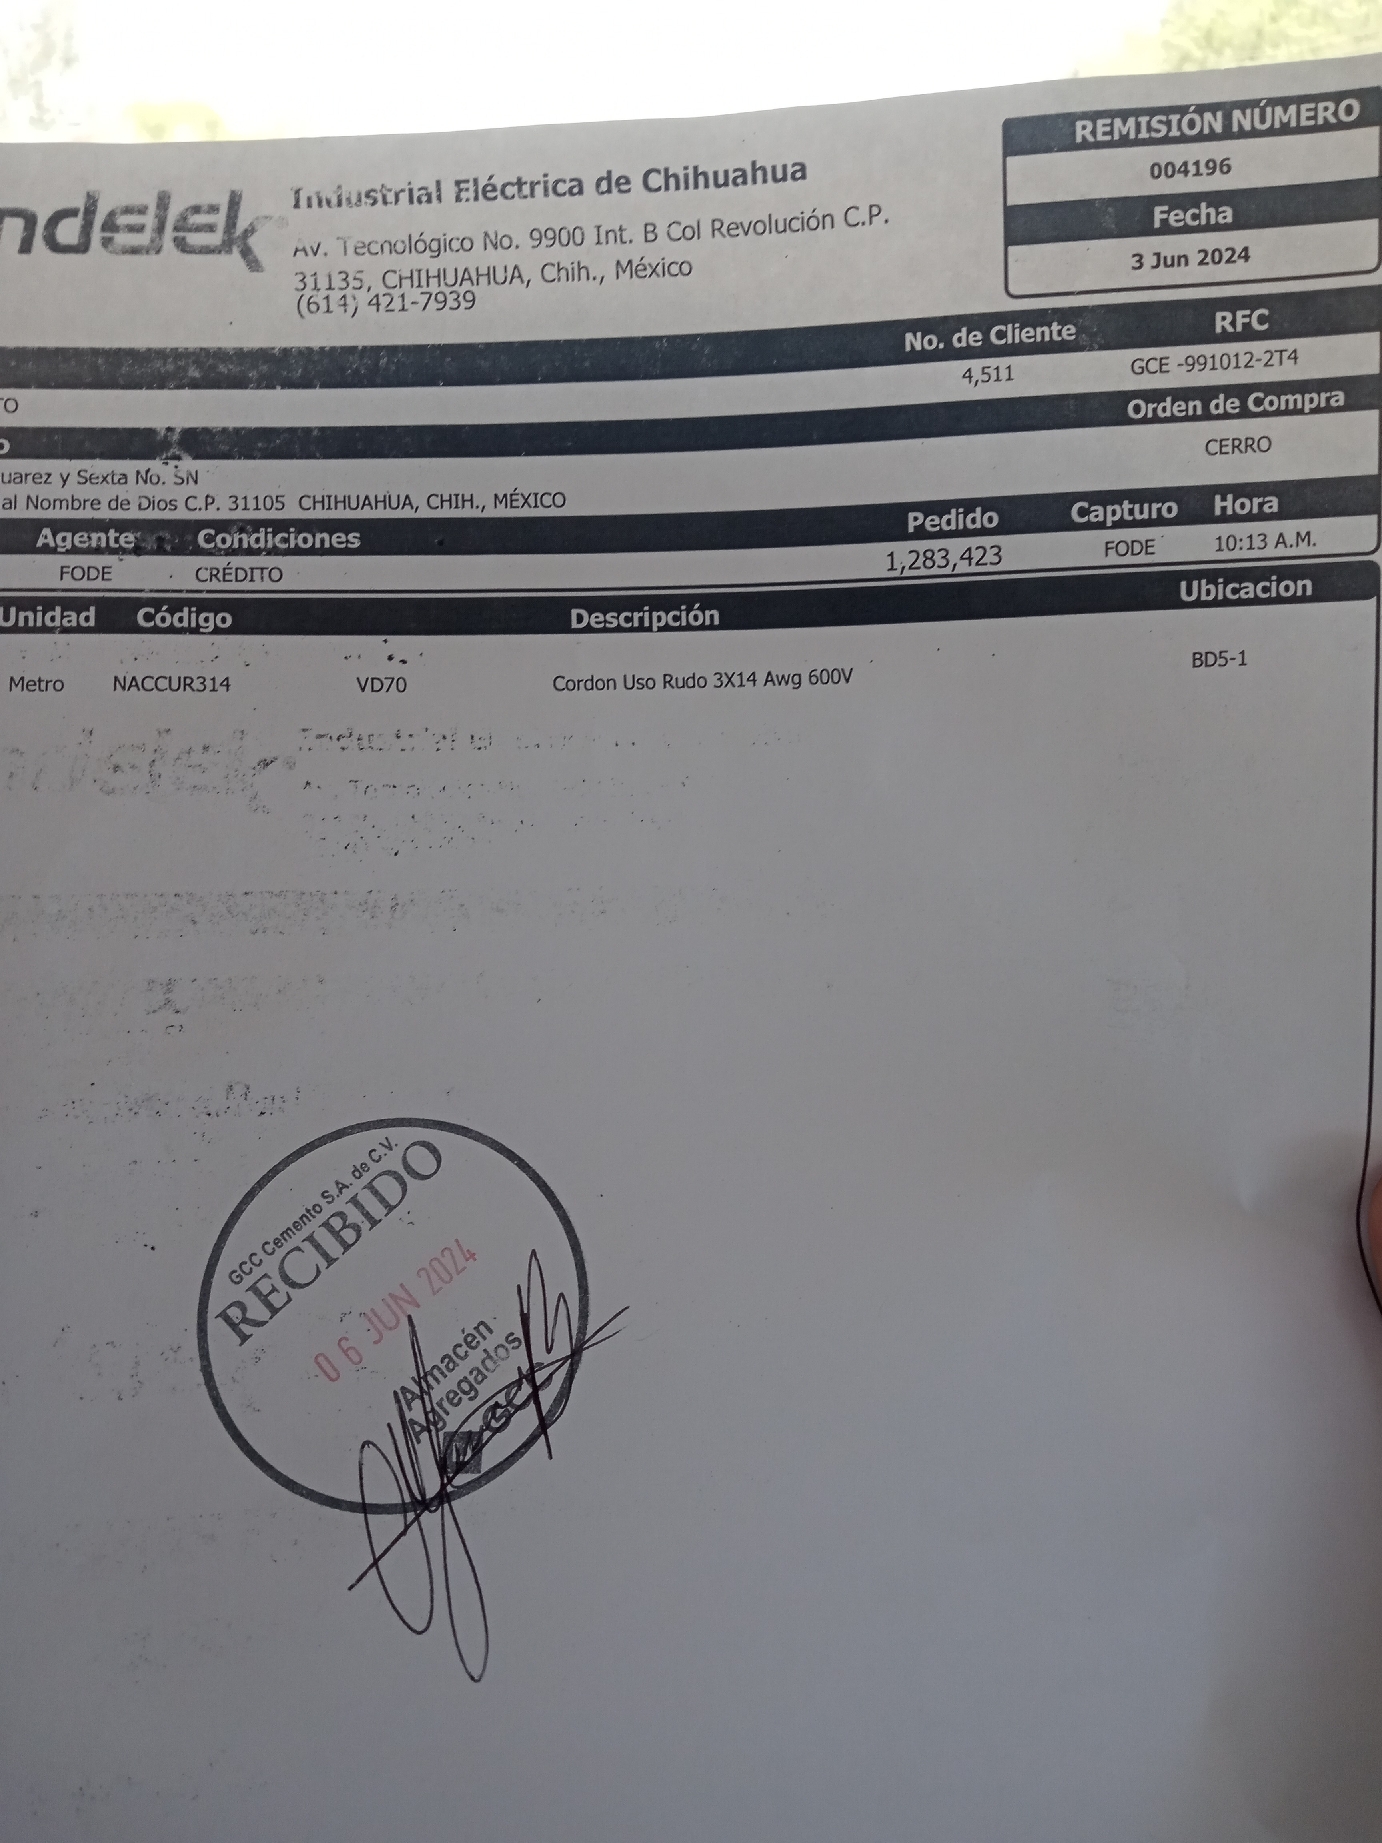 REMISIÓN NÚMERO
004196
Fecha
3 Jun 2024
ndelek
Industrial Eléctrica de Chihuahua
Av. Tecnológico No. 9900 Int. B Col Revolución C.P.
31135, CHIHUAHUA, Chih., México
(614) 421-7939
No. de Cliente RFC
4,511 GCE -991012-2T4
TO
Orden de Compra
CERRO
uarez y Sexta No. SN
al Nombre de Dios C.P. 31105 CHIHUAHUA, CHIH., MÉXICO
Agente Condiciones Pedido Capturo Hora
FODE CRÉDITO 1,283,423 FODE 10:13 A.M.
Unidad Código Descripción Ubicacion
Metro NACCUR314 VD70 Cordon Uso Rudo 3X14 Awg 600V BD5-1
GCC Cemento S.A. de C.V.
RECIBIDO
06 JUN 2024
Almacén
Agregados